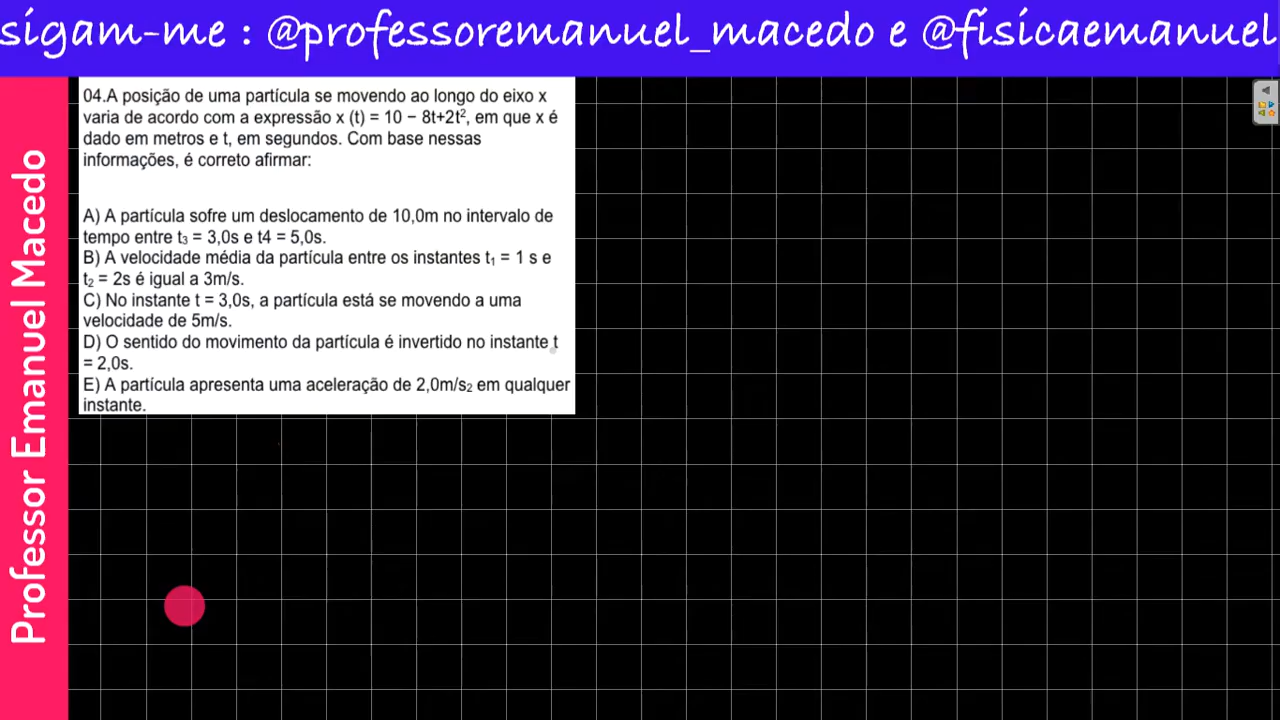 sigam-me : @professoremanuel_macedo e @fisicaemanuel
Professor Emanuel Macedo
04.A posição de uma partícula se movendo ao longo do eixo x
varia de acordo com a expressão x (t) = 10 − 8t+2t², em que x é
dado em metros e t, em segundos. Com base nessas
informações, é correto afirmar:
A) A partícula sofre um deslocamento de 10,0m no intervalo de
tempo entre t₃ = 3,0s e t4 = 5,0s.
B) A velocidade média da partícula entre os instantes t₁ = 1 s e
t₂ = 2s é igual a 3m/s.
C) No instante t = 3,0s, a partícula está se movendo a uma
velocidade de 5m/s.
D) O sentido do movimento da partícula é invertido no instante t
= 2,0s.
E) A partícula apresenta uma aceleração de 2,0m/s₂ em qualquer
instante.